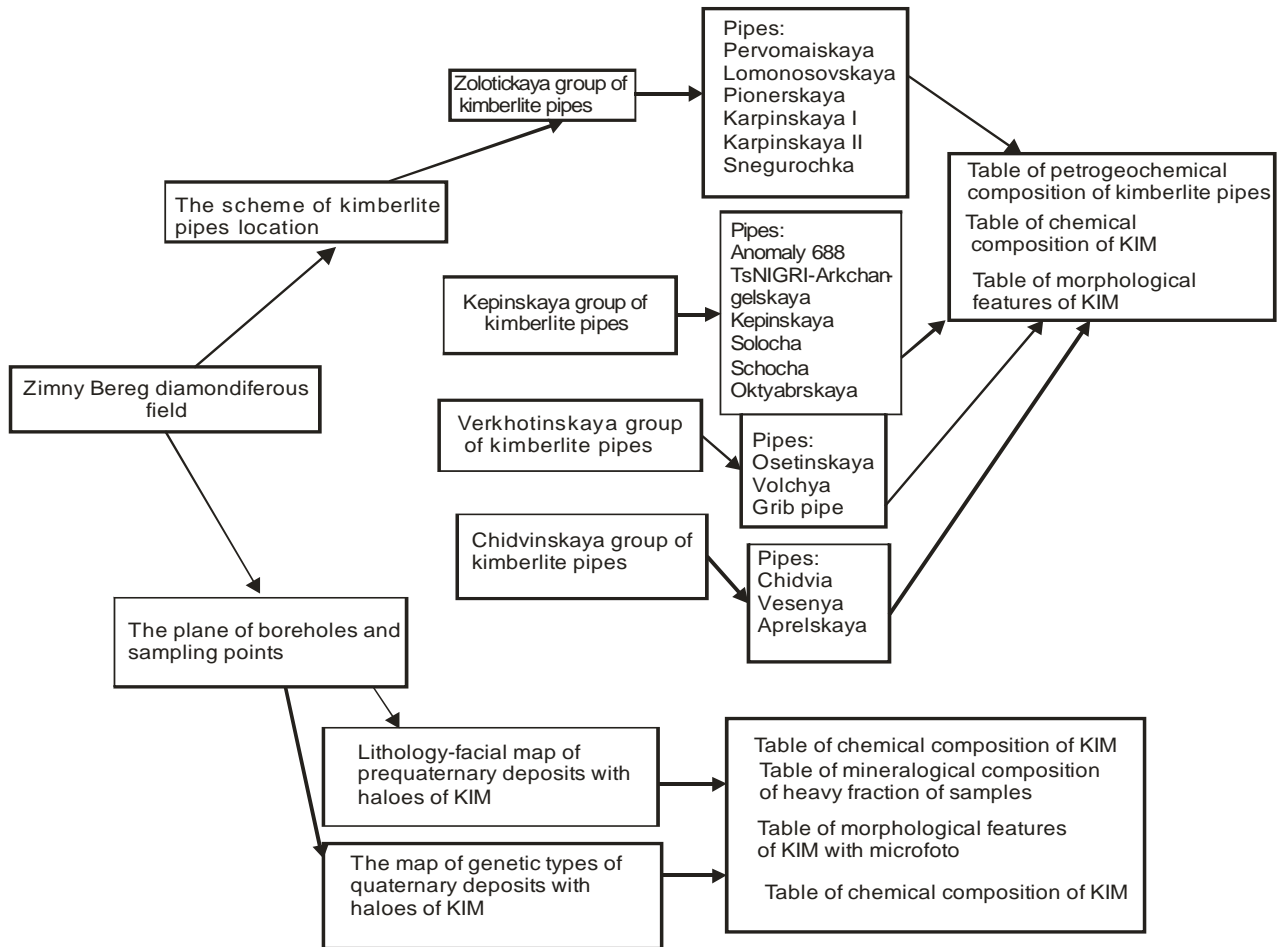 Zimny Bereg diamondiferous
field
The scheme of kimberlite
pipes location
Zolotickaya group of
kimberlite pipes
Pipes:
Pervomaiskaya
Lomonosovskaya
Pionerskaya
Karpinskaya I
Karpinskaya II
Snegurochka
Kepinskaya group of
kimberlite pipes
Pipes:
Anomaly 688
TsNIGRI-Arkchan-
gelskaya
Kepinskaya
Solocha
Schocha
Oktyabrskaya
Verkhotinskaya group
of kimberlite pipes
Pipes:
Osetinskaya
Volchya
Grib pipe
Chidvinskaya group of
kimberlite pipes
Pipes:
Chidvia
Vesenya
Aprelskaya
Table of petrogeochemical
composition of kimberlite pipes
Table of chemical
composition of KIM
Table of morphological
features of KIM
The plane of boreholes and
sampling points
Lithology-facial map of
prequaternary deposits with
haloes of KIM
The map of genetic types of
quaternary deposits with
haloes of KIM
Table of chemical composition of KIM
Table of mineralogical composition
of heavy fraction of samples
Table of morphological features
of KIM with microfoto
Table of chemical composition of KIM